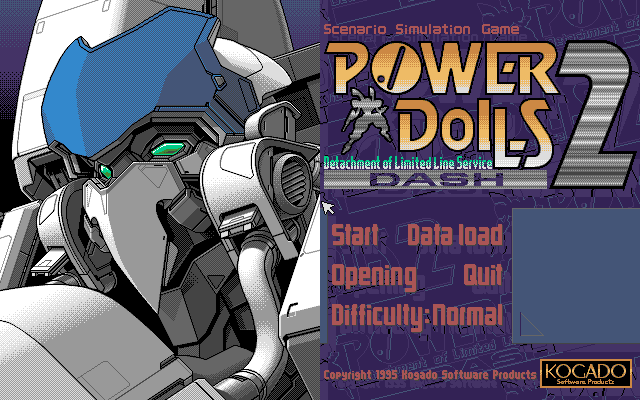 Scenario Simulation Game
POWER
DOLLS
2
Detachment of Limited Line Service
DASH
Start Data load
Opening Quit
Difficulty:Normal
Copyright 1995 Kogado Software Products
KOGADO
Software Products